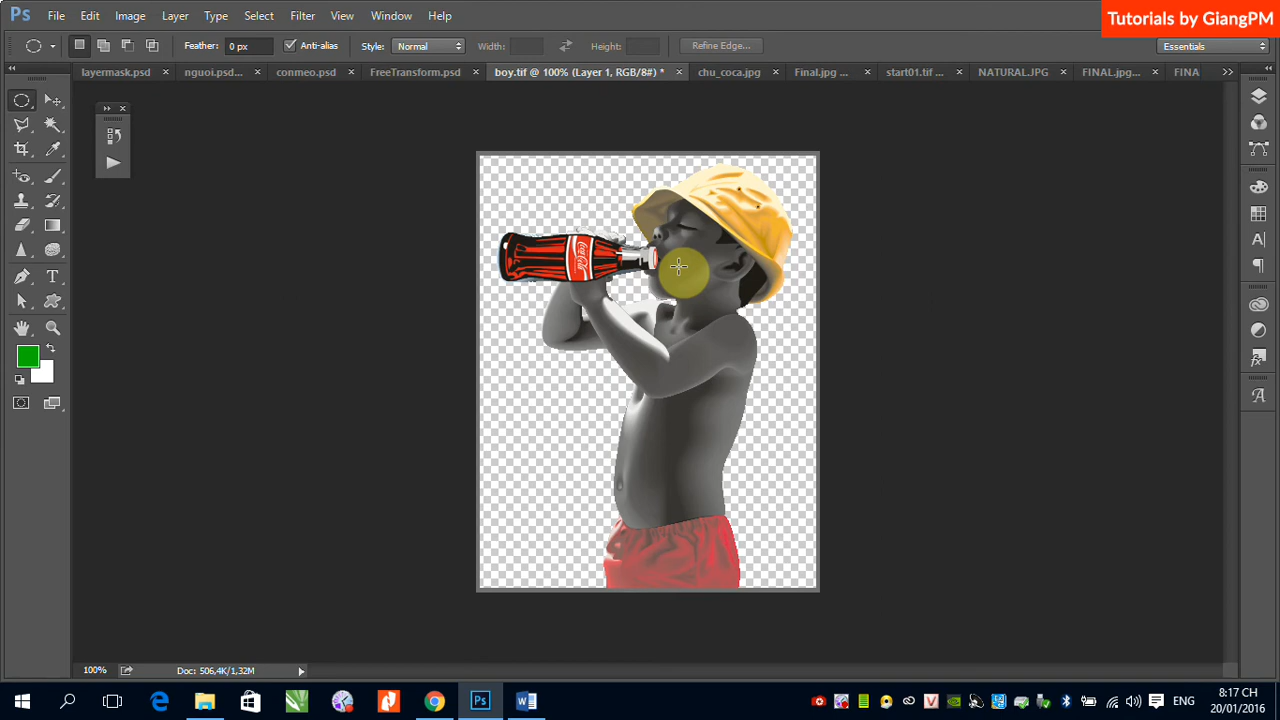 Ps File Edit Image Layer Type Select Filter View Window Help
Tutorials by GiangPM
Feather: 0 px Anti-alias Style: Normal Width: Height: Refine Edge... Essentials
layermask.psd nguoi.psd... conmeo.psd FreeTransform.psd boy.tif @ 100% (Layer 1, RGB/8#) * chu_coca.jpg Final.jpg ... start01.tif ... NATURAL.JPG FINAL.jpg... FINA
Coca-Cola
100% Doc: 506,4K/1,32M
Ps ENG 8:17 CH
20/01/2016